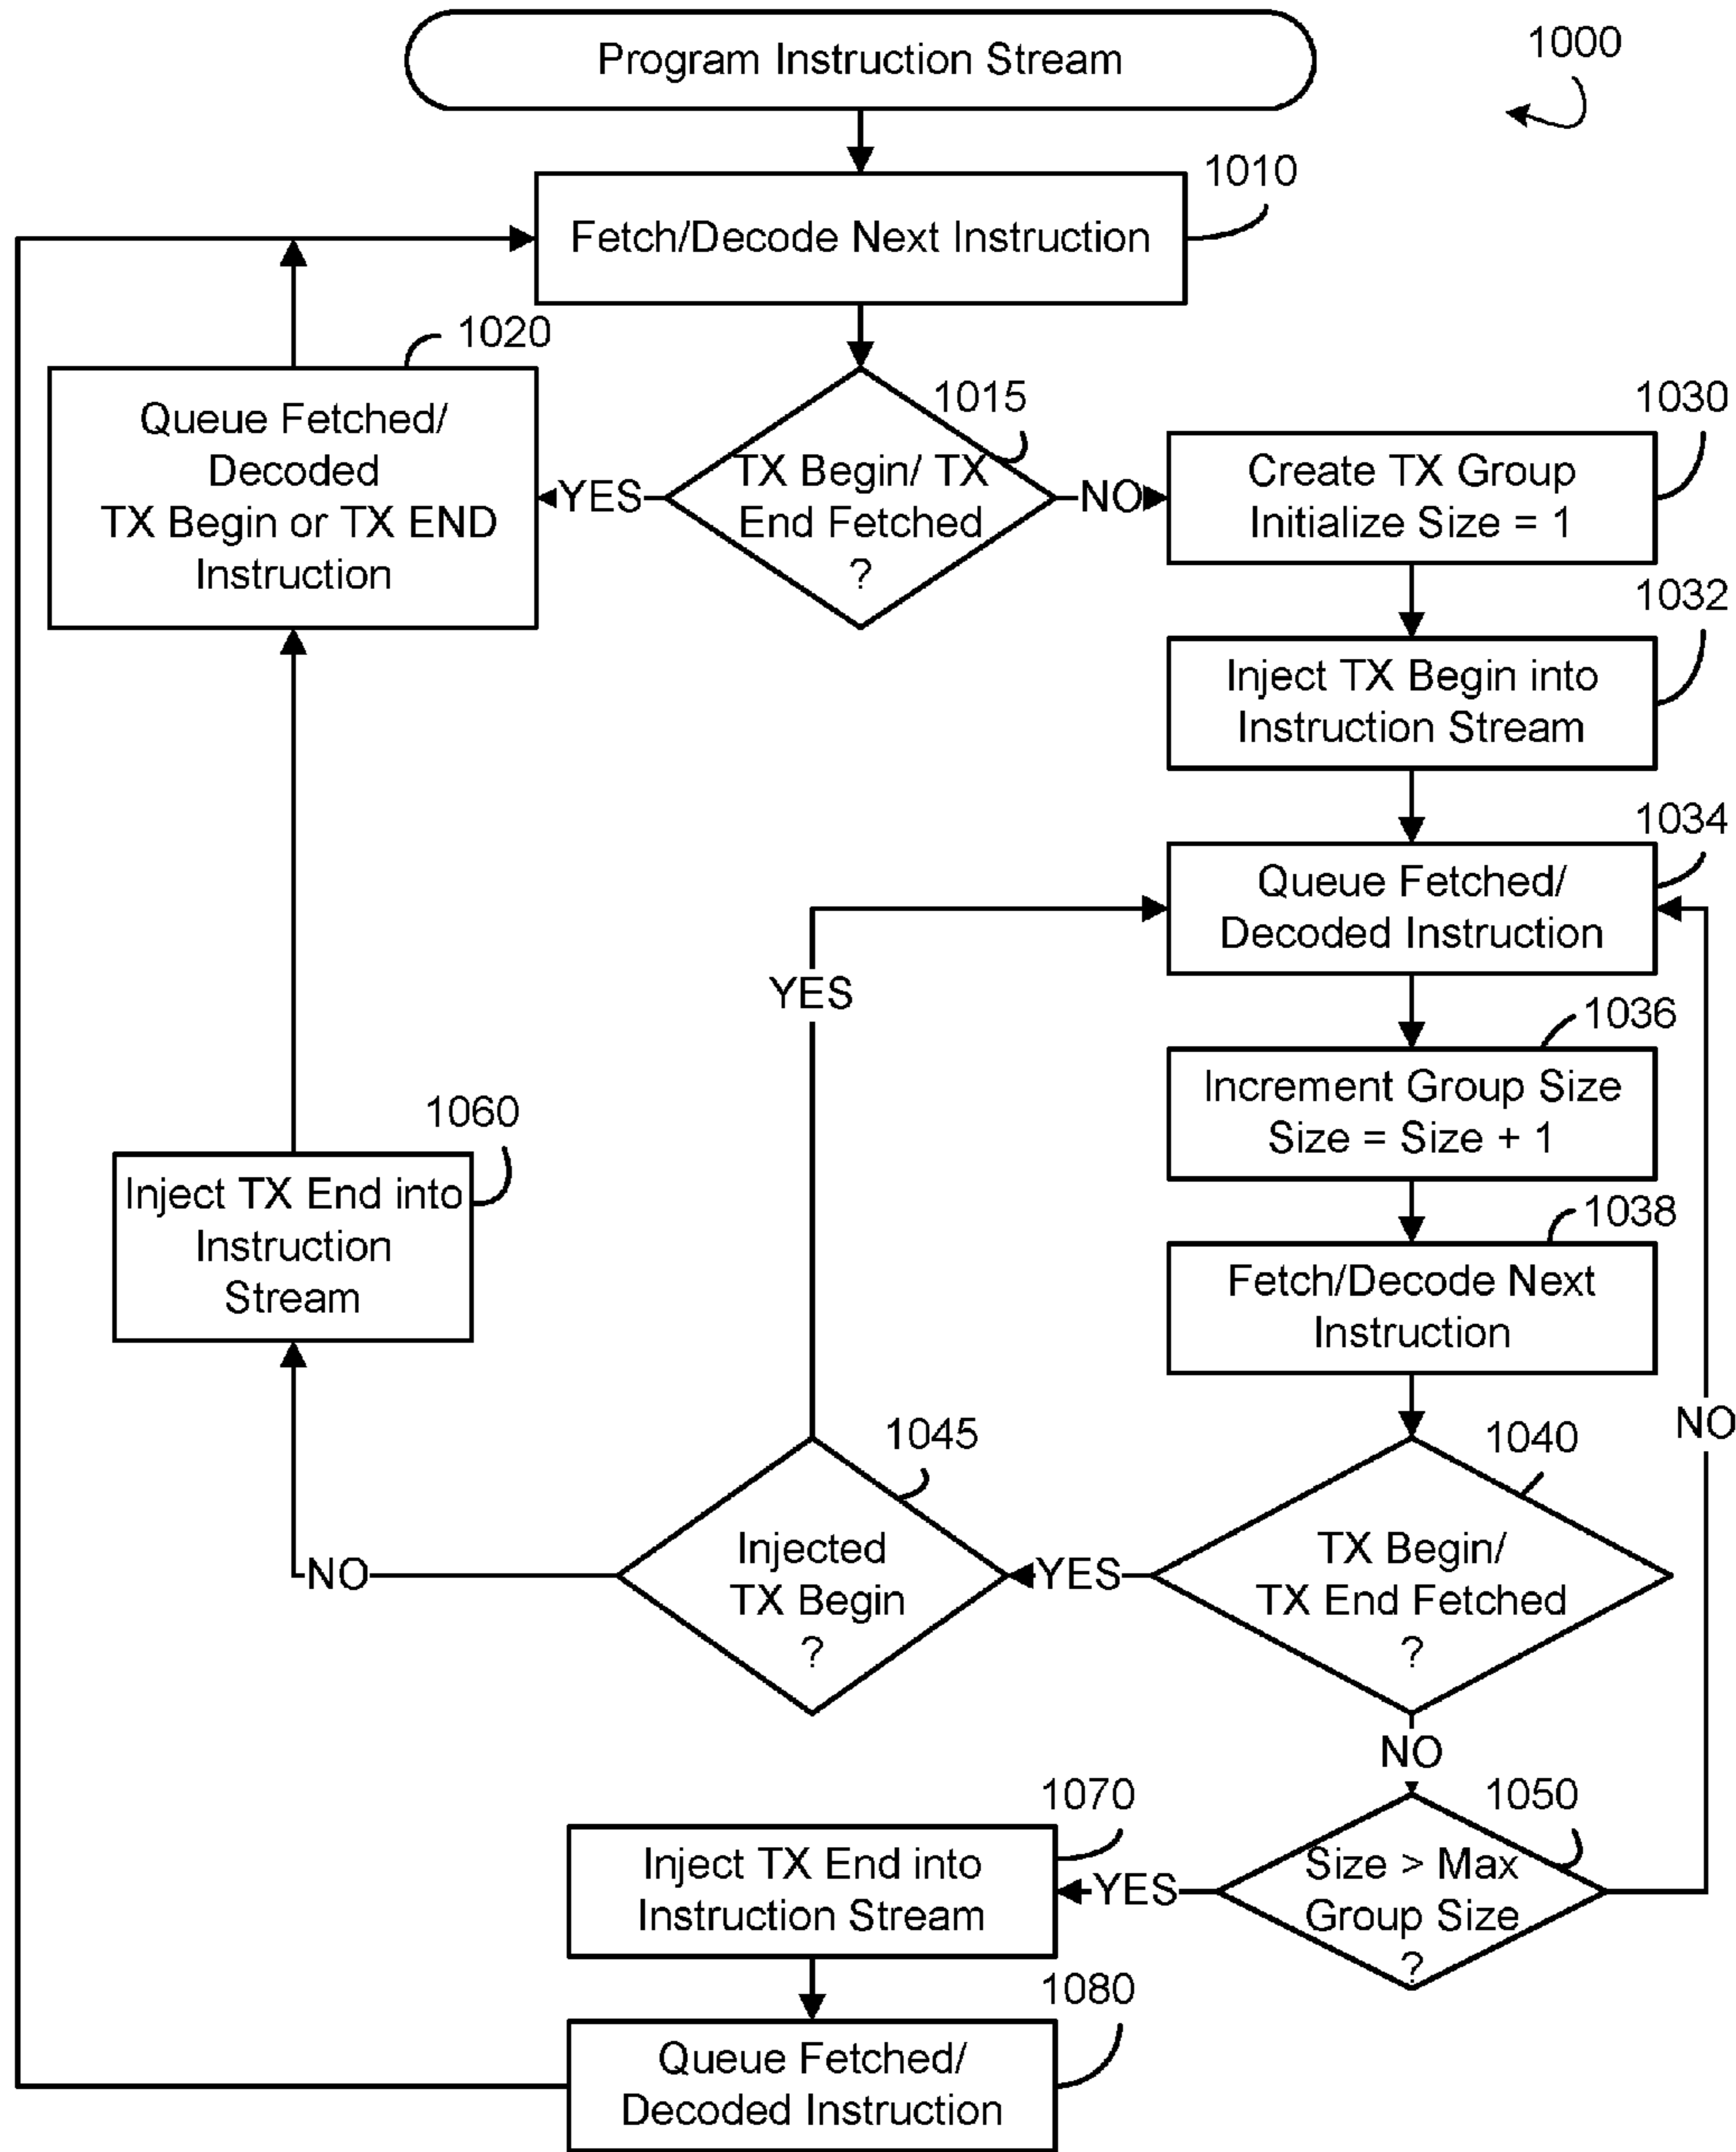 Program Instruction Stream
1000
1010
Fetch/Decode Next Instruction
1020
Queue Fetched/
Decoded
TX Begin or TX END
Instruction
1015
TX Begin/ TX
End Fetched
?
YES
NO
1030
Create TX Group
Initialize Size = 1
1032
Inject TX Begin into
Instruction Stream
1034
Queue Fetched/
Decoded Instruction
YES
1036
Increment Group Size
Size = Size + 1
1060
Inject TX End into
Instruction
Stream
1038
Fetch/Decode Next
Instruction
NO
1045
Injected
TX Begin
?
NO
YES
1040
TX Begin/
TX End Fetched
?
NO
1050
Size > Max
Group Size
?
YES
1070
Inject TX End into
Instruction Stream
1080
Queue Fetched/
Decoded Instruction